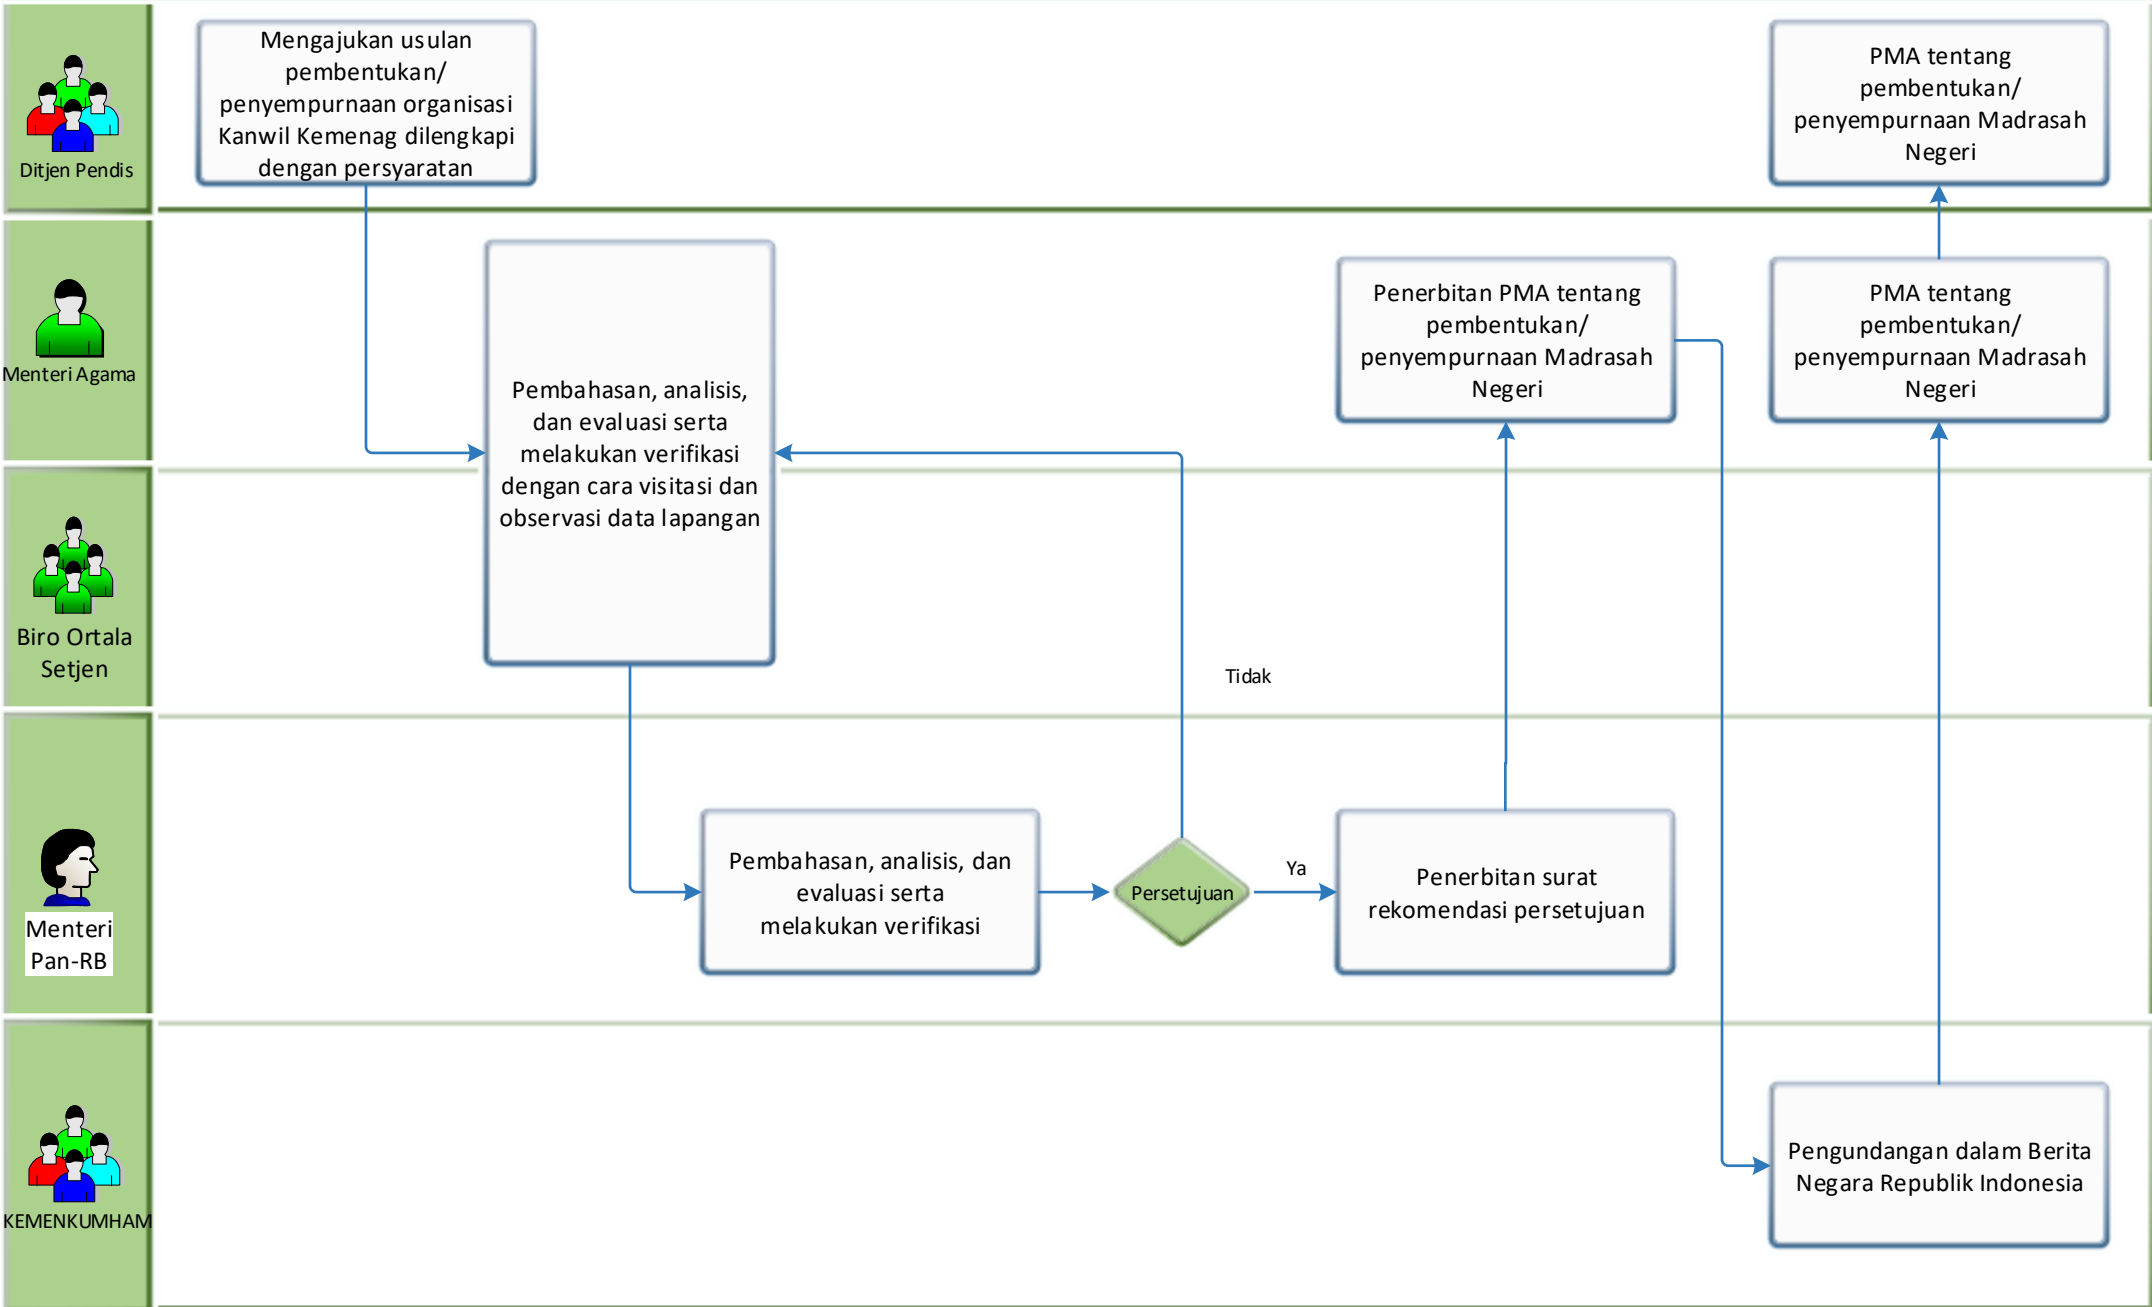 Ditjen Pendis
Mengajukan usulan
pembentukan/
penyempurnaan organisasi
Kanwil Kemenag dilengkapi
dengan persyaratan
PMA tentang
pembentukan/
penyempurnaan Madrasah
Negeri
Menteri Agama
Pembahasan, analisis,
dan evaluasi serta
melakukan verifikasi
dengan cara visitasi dan
observasi data lapangan
Penerbitan PMA tentang
pembentukan/
penyempurnaan Madrasah
Negeri
PMA tentang
pembentukan/
penyempurnaan Madrasah
Negeri
Biro Ortala
Setjen
Tidak
Menteri
Pan-RB
Pembahasan, analisis, dan
evaluasi serta
melakukan verifikasi
Persetujuan
Ya
Penerbitan surat
rekomendasi persetujuan
KEMENKUMHAM
Pengundangan dalam Berita
Negara Republik Indonesia